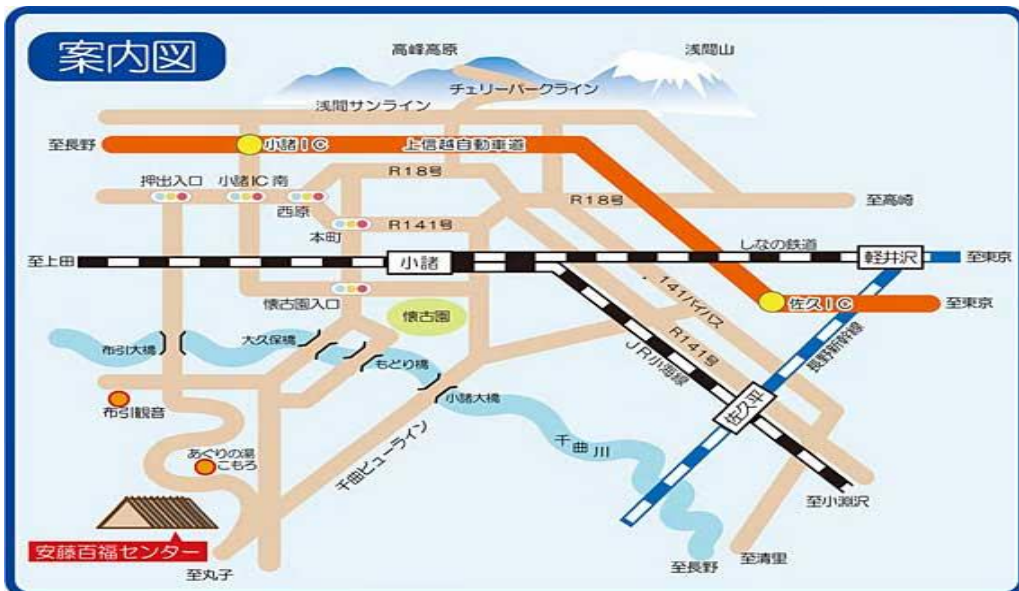 案内図
高峰高原
浅間山
チェリーパークライン
浅間サンライン
至長野
小諸IC
上信越自動車道
R18号
押出入口
小諸IC南
西原
R18号
至高崎
本町
R141号
しなの鉄道
至上田
小諸
軽井沢
至東京
141バイパス
懐古園入口
懐古園
佐久IC
至東京
長野新幹線
R141号
JR小海線
布引大橋
大久保橋
もどり橋
小諸大橋
佐久平
布引観音
千曲ビューライン
千曲川
あぐりの湯
こもろ
至小淵沢
安藤百福センター
至丸子
至長野
至清里